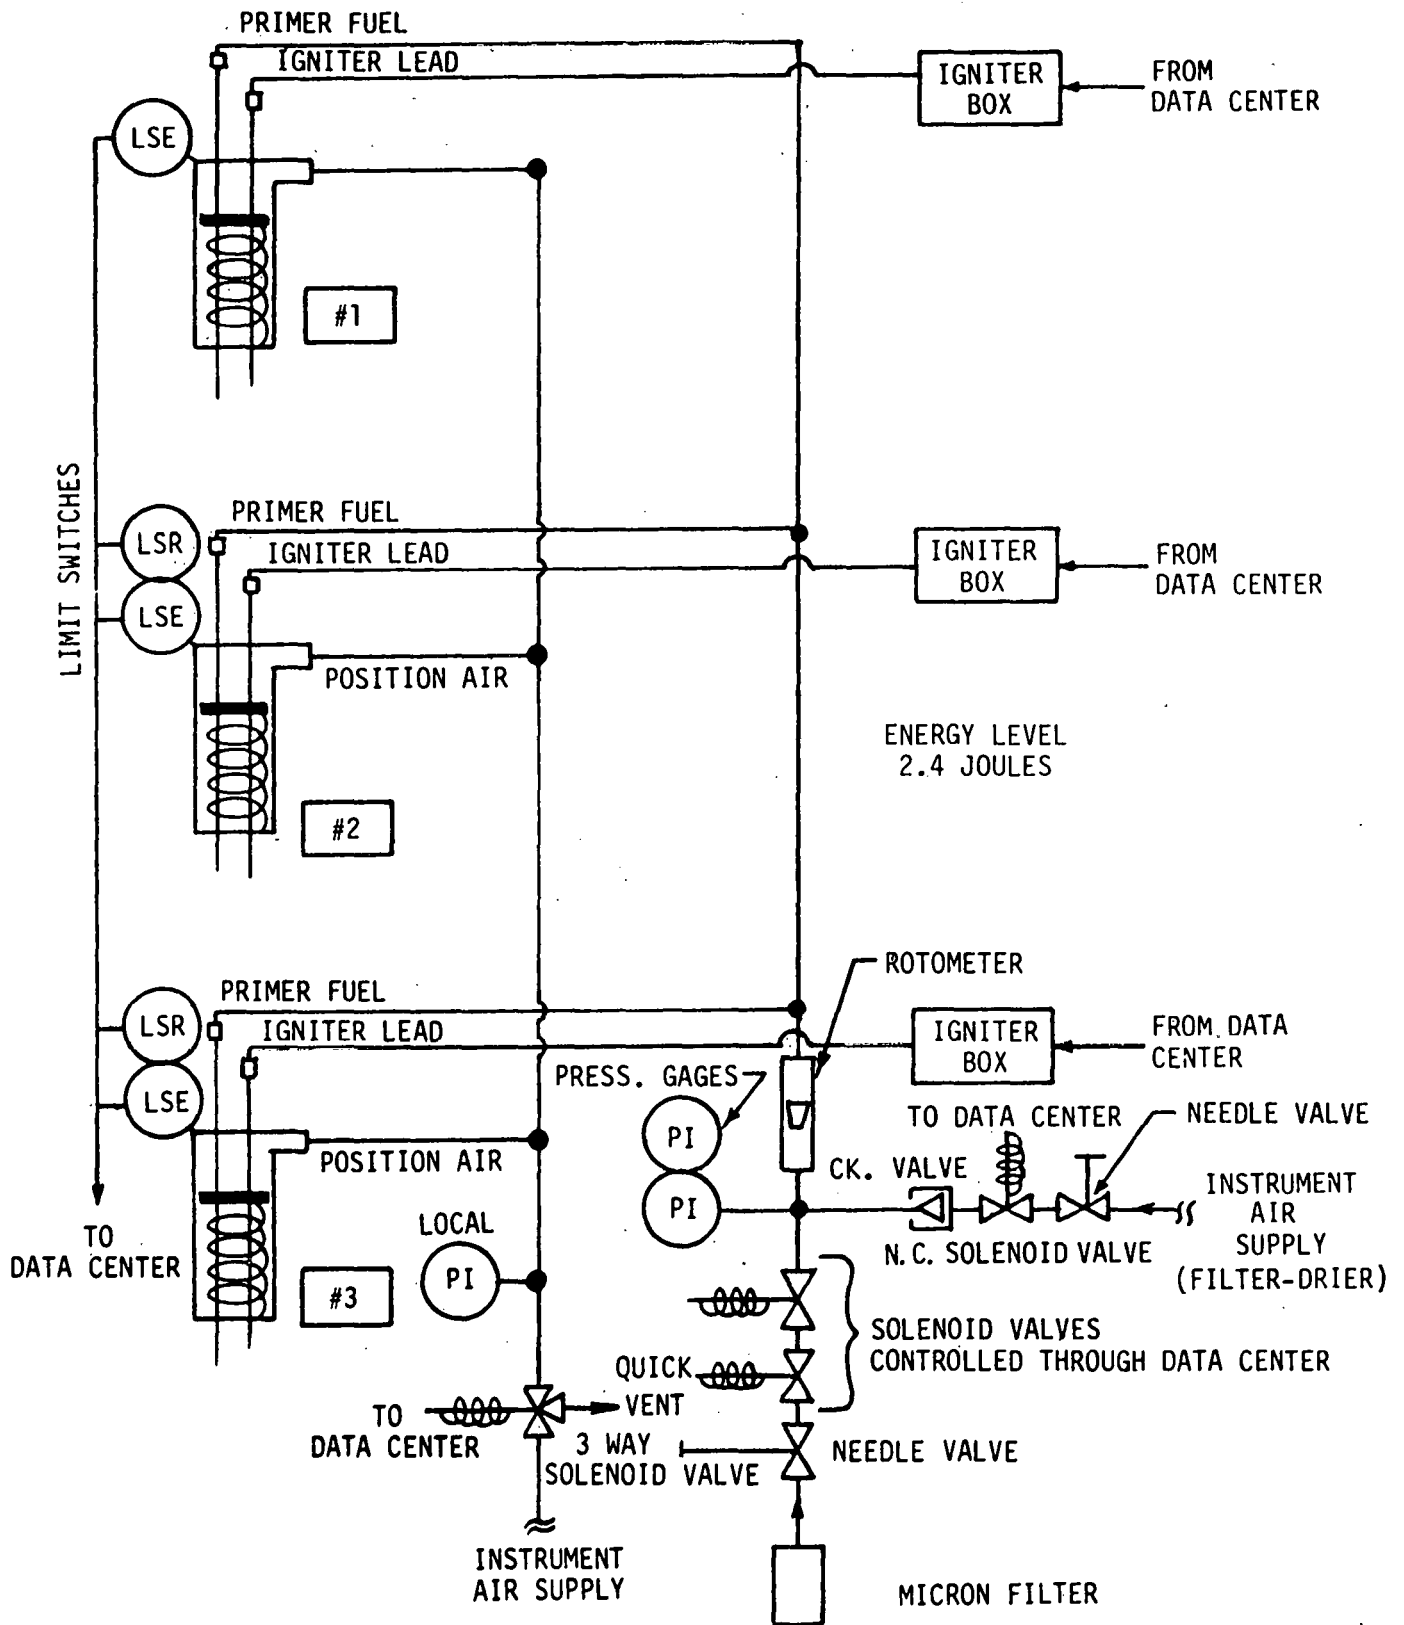 PRIMER FUEL
IGNITER LEAD
IGNITER
BOX
FROM
DATA CENTER
LSE
#1
LIMIT SWITCHES
PRIMER FUEL
LSR
IGNITER LEAD
IGNITER
BOX
FROM
DATA CENTER
LSE
POSITION AIR
ENERGY LEVEL
2.4 JOULES
#2
ROTOMETER
PRIMER FUEL
LSR
IGNITER LEAD
IGNITER
BOX
FROM DATA
CENTER
PRESS. GAGES
LSE
TO DATA CENTER
NEEDLE VALVE
PI
POSITION AIR
CK. VALVE
PI
INSTRUMENT
AIR
SUPPLY
(FILTER-DRIER)
LOCAL
TO
DATA CENTER
N.C. SOLENOID VALVE
PI
#3
SOLENOID VALVES
CONTROLLED THROUGH DATA CENTER
QUICK
VENT
TO
DATA CENTER
3 WAY
SOLENOID VALVE
NEEDLE VALVE
INSTRUMENT
AIR SUPPLY
MICRON FILTER